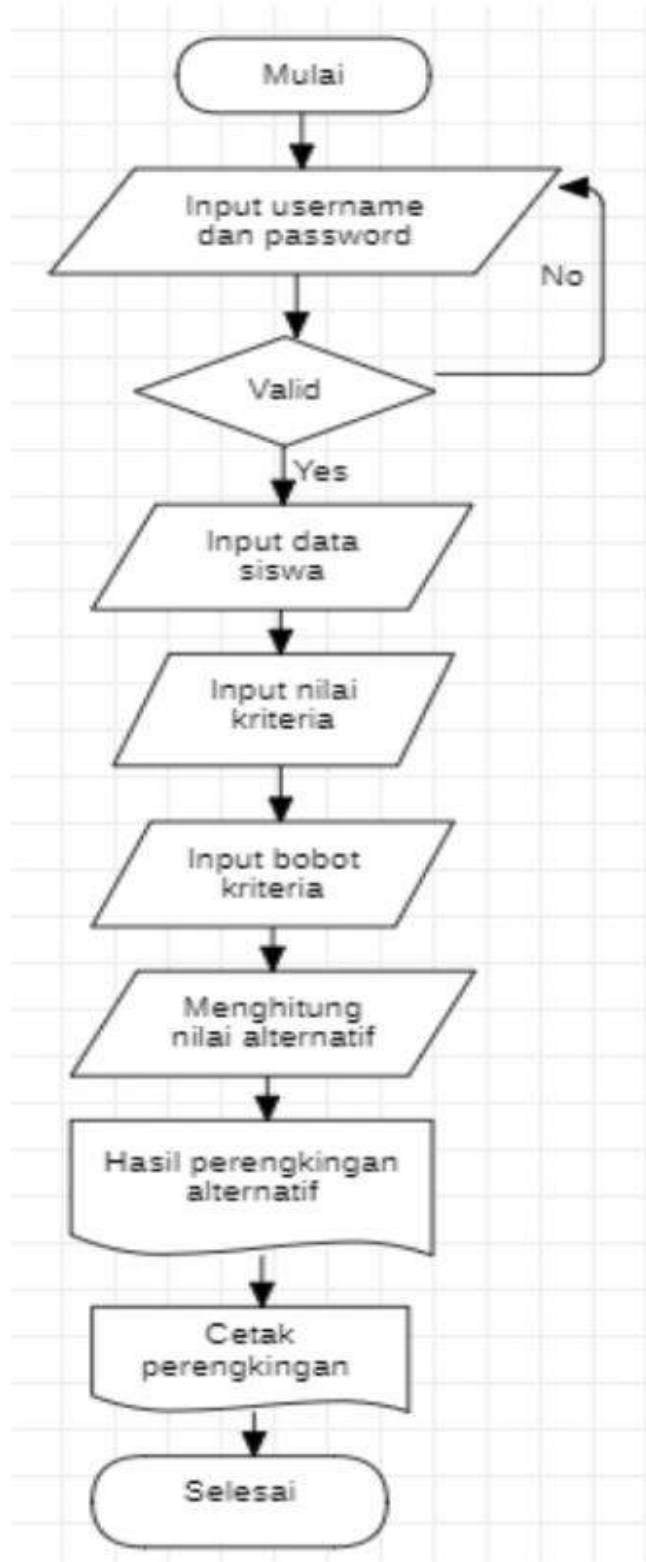 Mulai
Input username
dan password
No
Valid
Yes
Input data
siswa
Input nilai
kriteria
Input bobot
kriteria
Menghitung
nilai alternatif
Hasil perengkingan
alternatif
Cetak
perengkingan
Selesai